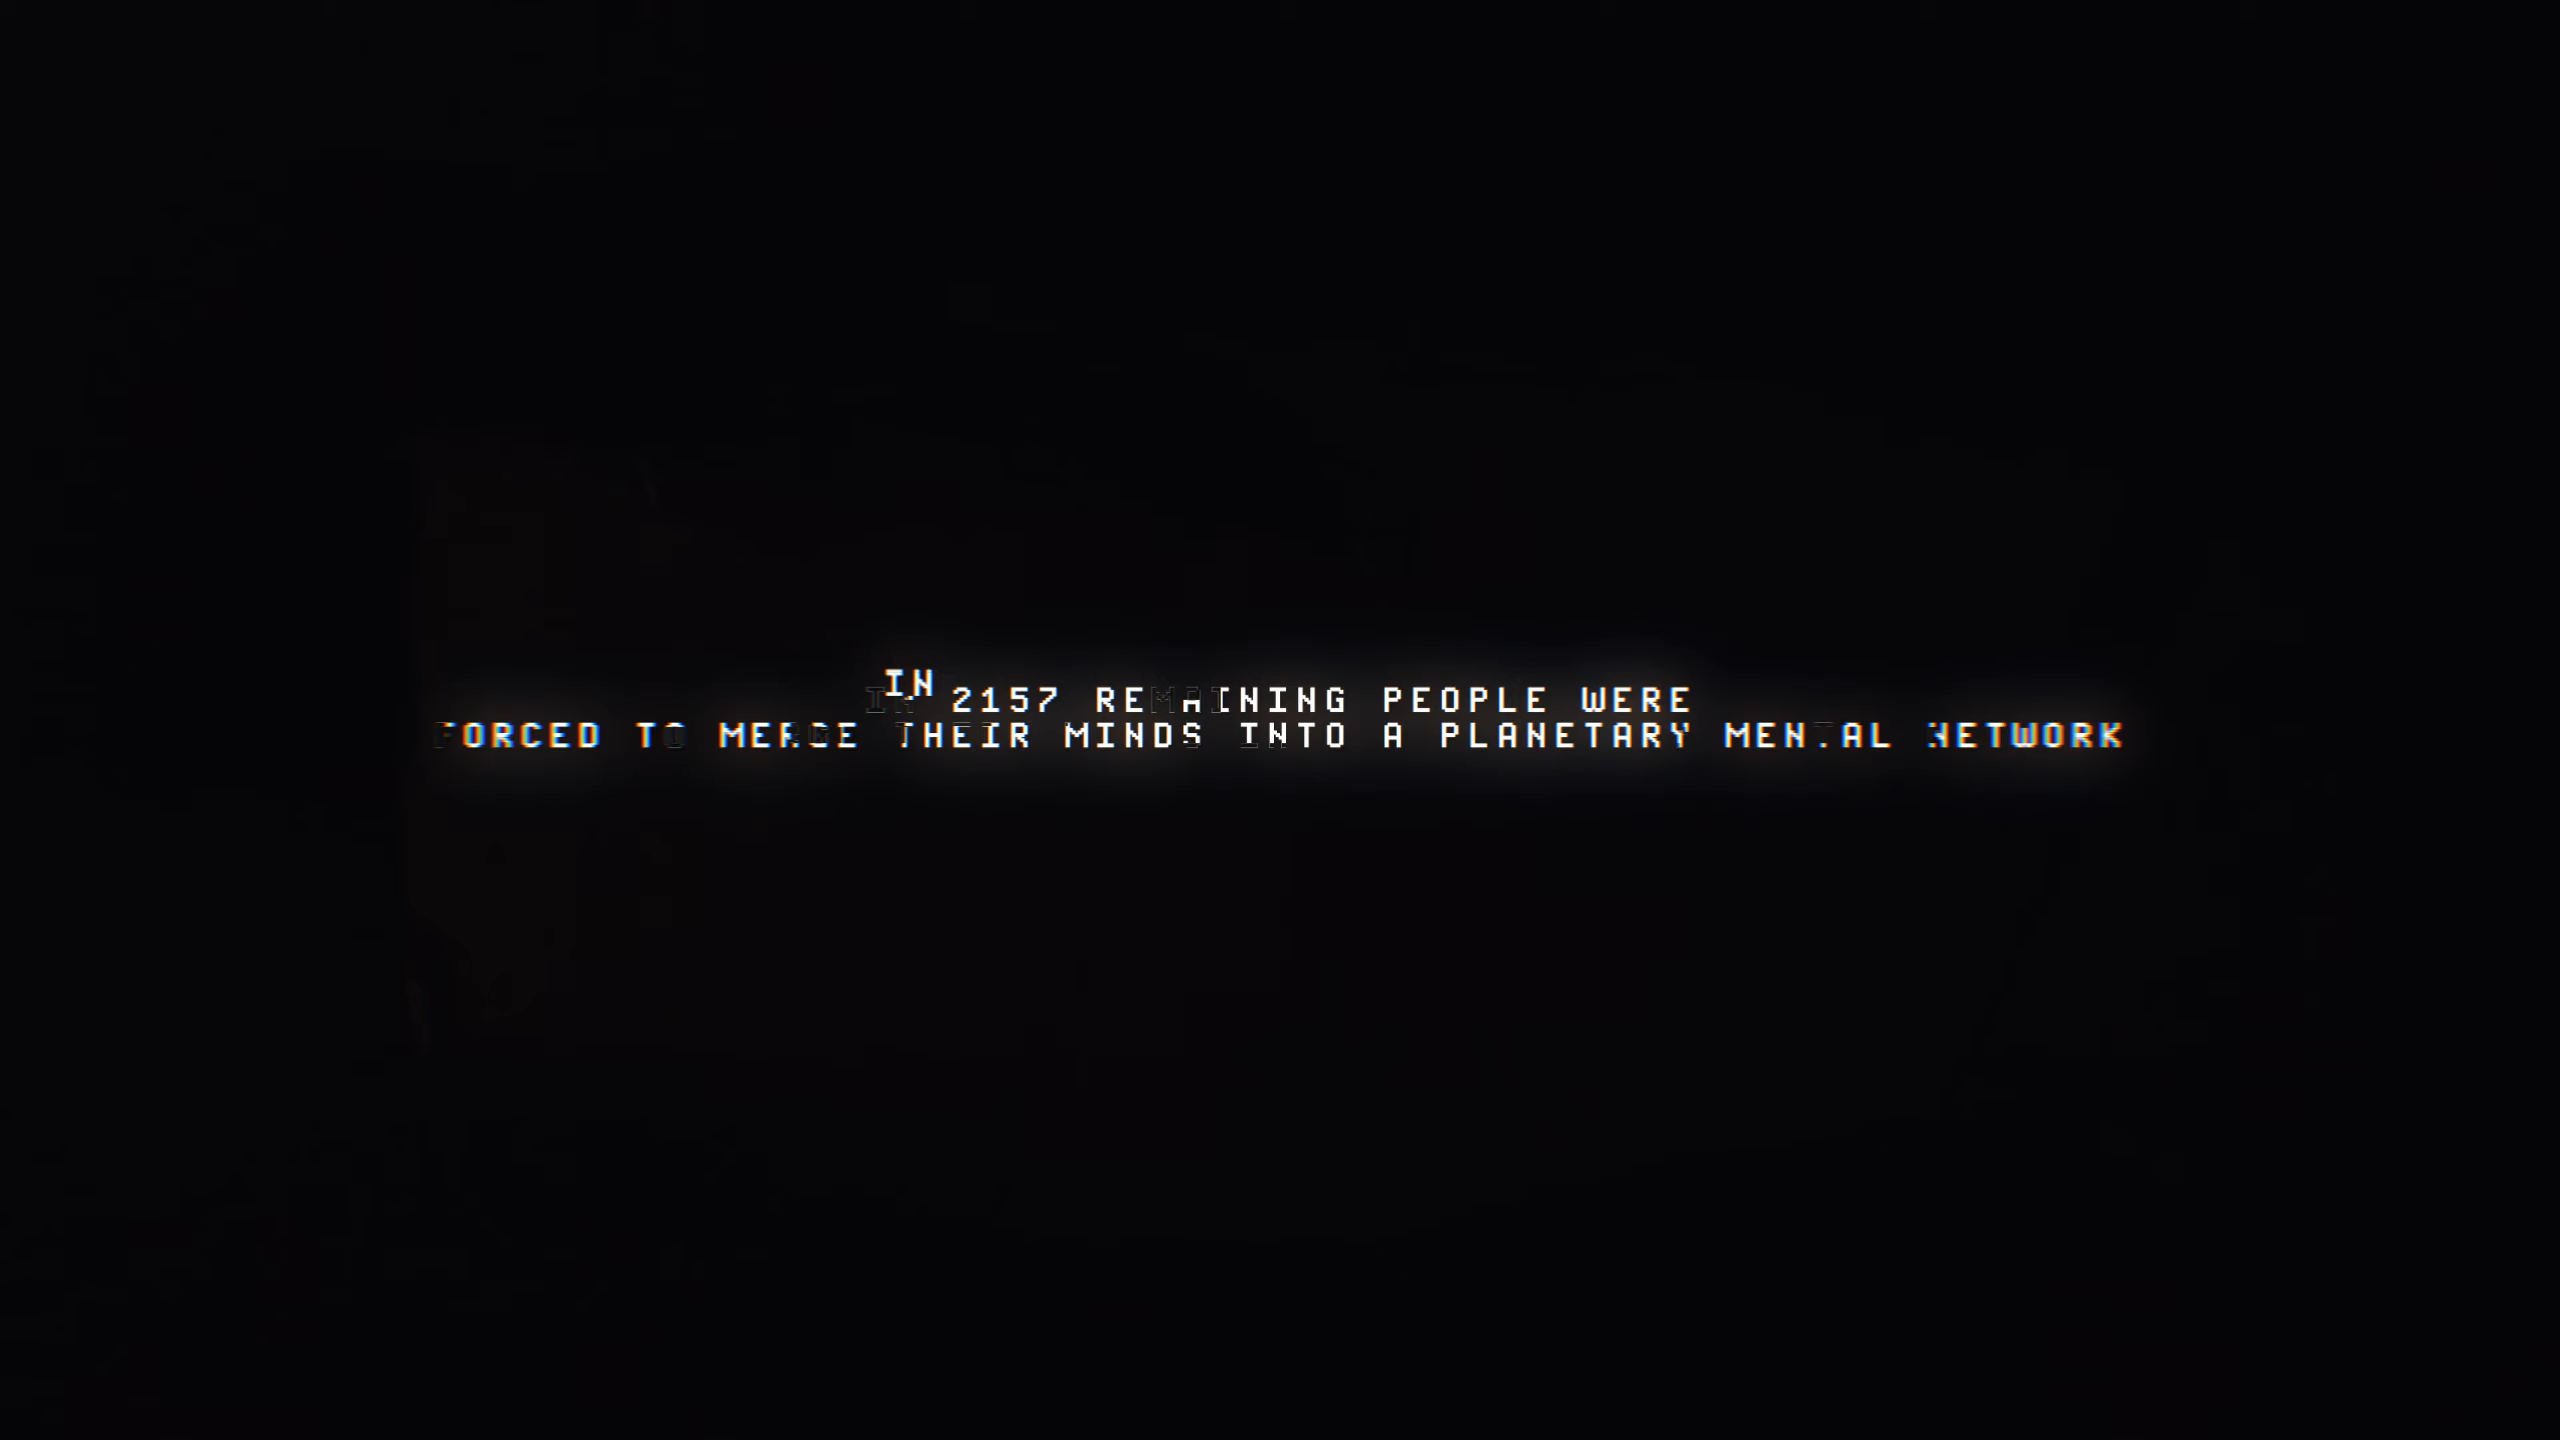 IN 2157 REMAINING PEOPLE WERE
FORCED TO MERGE THEIR MINDS INTO A PLANETARY MENTAL NETWORK